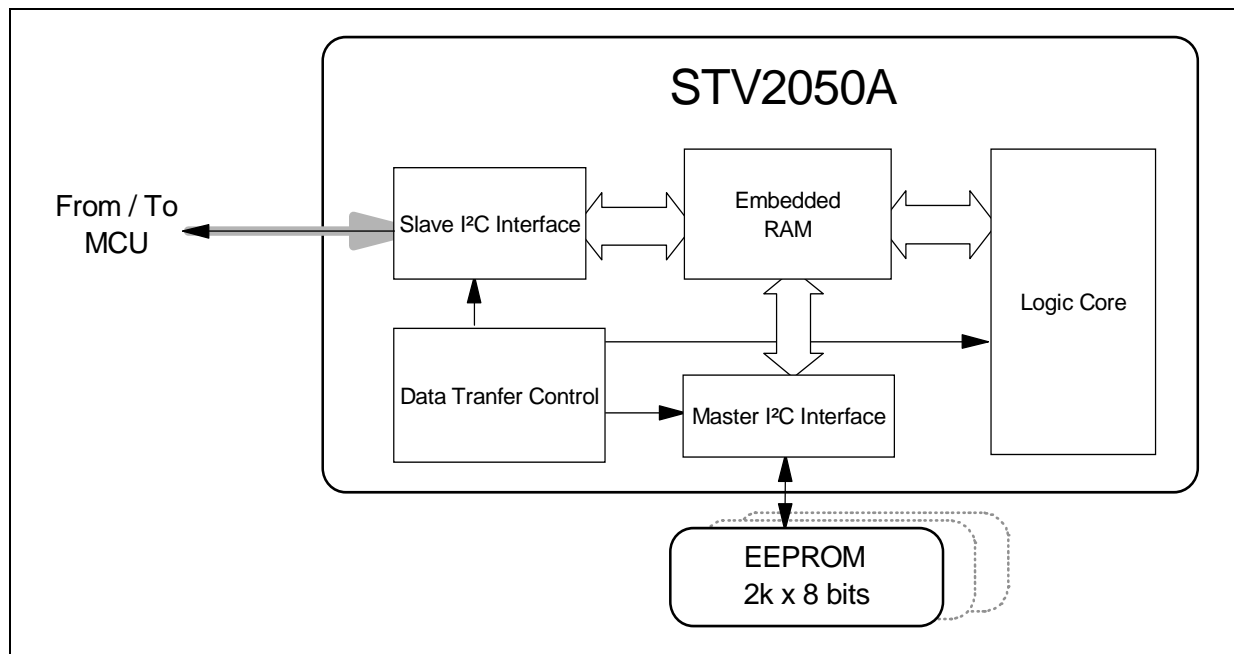 STV2050A
From / To
MCU
Slave I²C Interface
Embedded
RAM
Logic Core
Data Tranfer Control
Master I²C Interface
EEPROM
2k x 8 bits